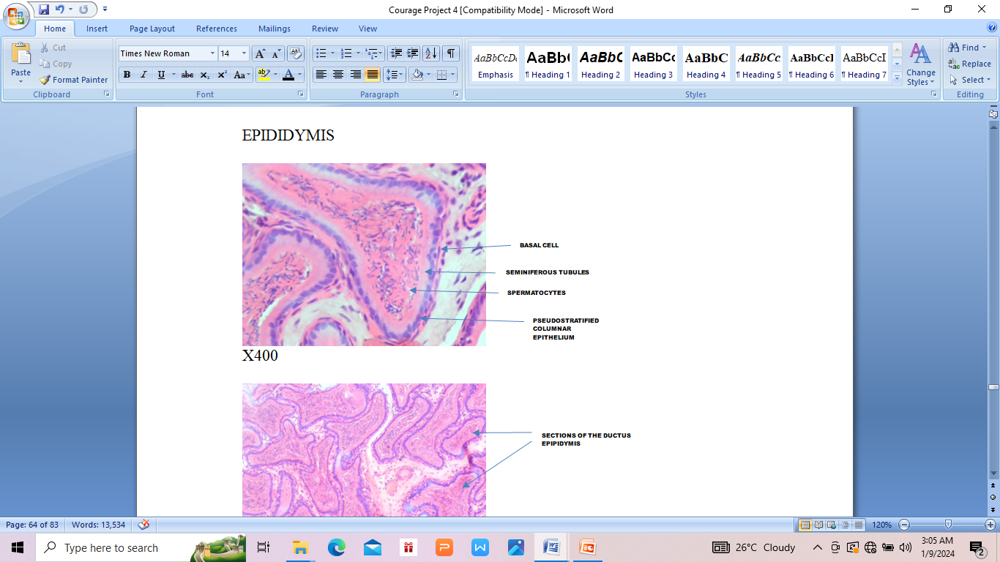 Courage Project 4 [Compatibility Mode] - Microsoft Word
Home Insert Page Layout References Mailings Review View
Paste
Cut
Copy
Format Painter
Clipboard
Times New Roman 14
B I U abc x₂ x² Aa
Font
Paragraph
AaBbCcDc AaBb( AaBbC AaBbCc AaBbC AaBbCc AaBbCcI AaBbCcI
Emphasis ¶ Heading 1 Heading 2 Heading 3 Heading 4 ¶ Heading 5 ¶ Heading 6 ¶ Heading 7
Change
Styles
Styles
Find
Replace
Select
Editing
EPIDIDYMIS
BASAL CELL
SEMINIFEROUS TUBULES
SPERMATOCYTES
PSEUDOSTRATIFIED
COLUMNAR
EPITHELIUM
X400
SECTIONS OF THE DUCTUS
EPIPIDYMIS
Page: 64 of 83 Words: 13,534 120%
Type here to search
26°C Cloudy
3:05 AM
1/9/2024
2